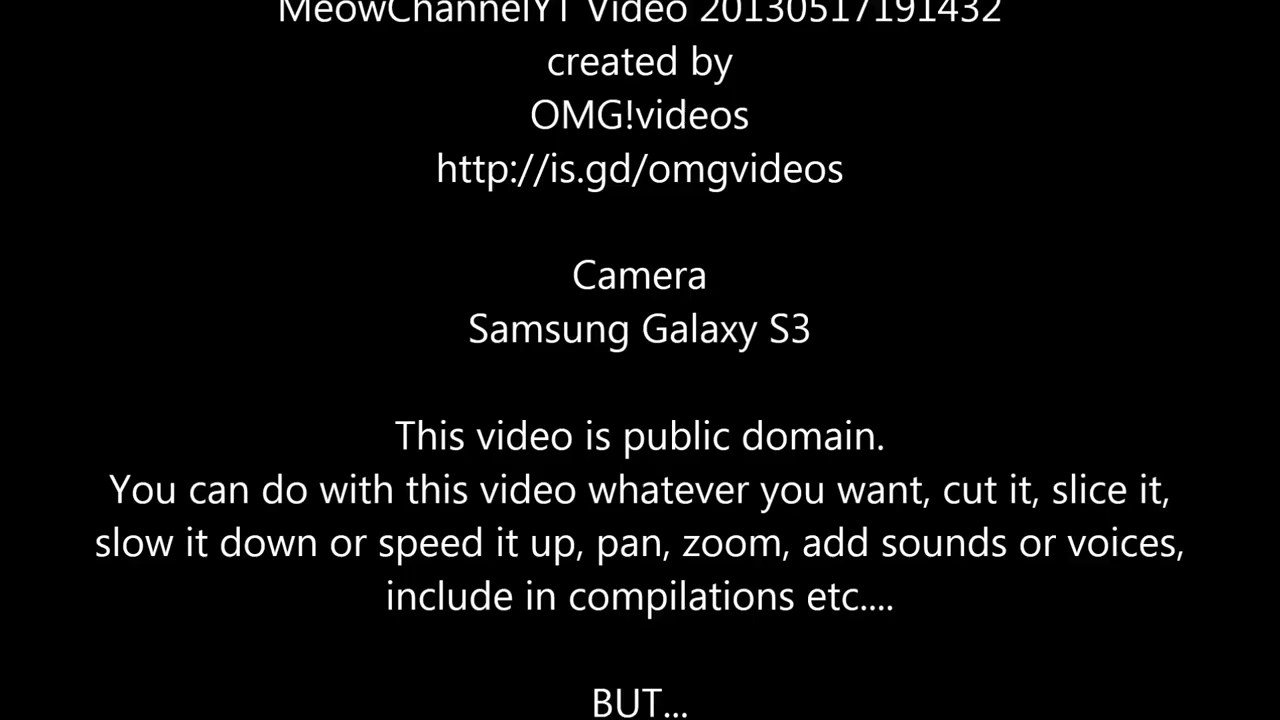 MeowChannelYT Video 20130517191432
created by
OMG!videos
http://is.gd/omgvideos
Camera
Samsung Galaxy S3
This video is public domain.
You can do with this video whatever you want, cut it, slice it,
slow it down or speed it up, pan, zoom, add sounds or voices,
include in compilations etc....
BUT...